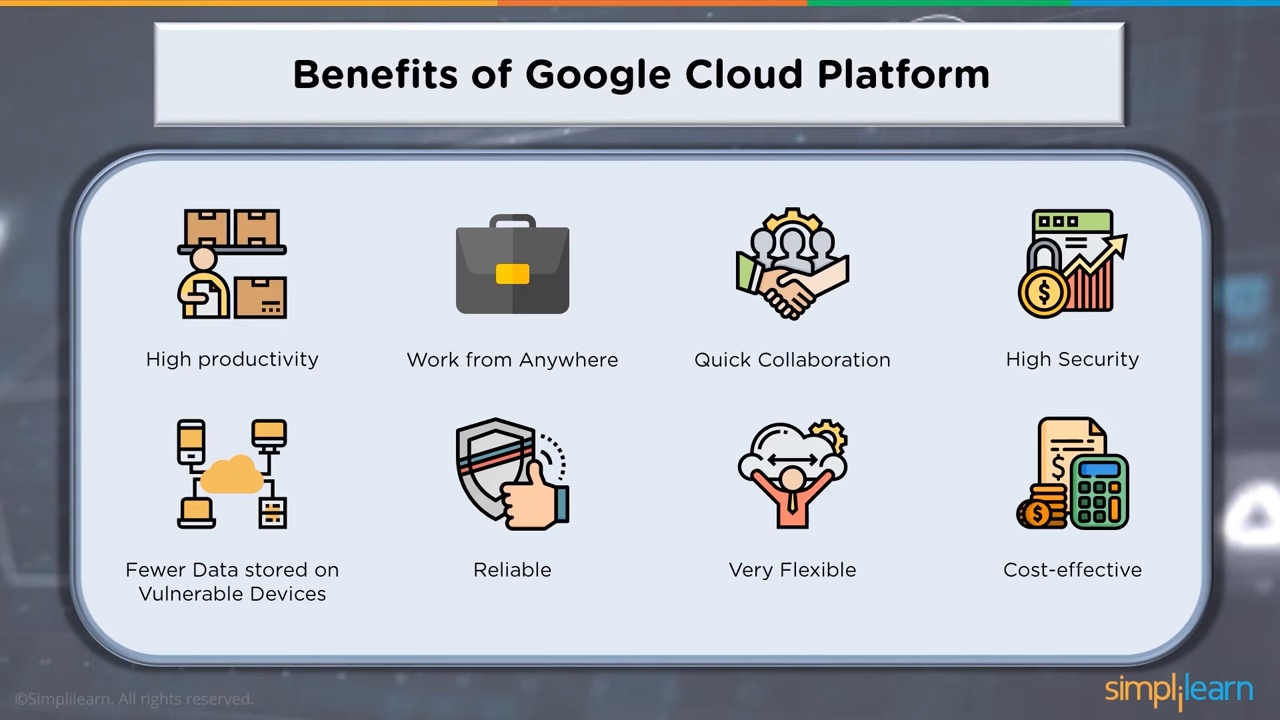 Benefits of Google Cloud Platform
High productivity
Work from Anywhere
Quick Collaboration
High Security
Fewer Data stored on
Vulnerable Devices
Reliable
Very Flexible
Cost-effective
©Simplilearn. All rights reserved.
simplilearn